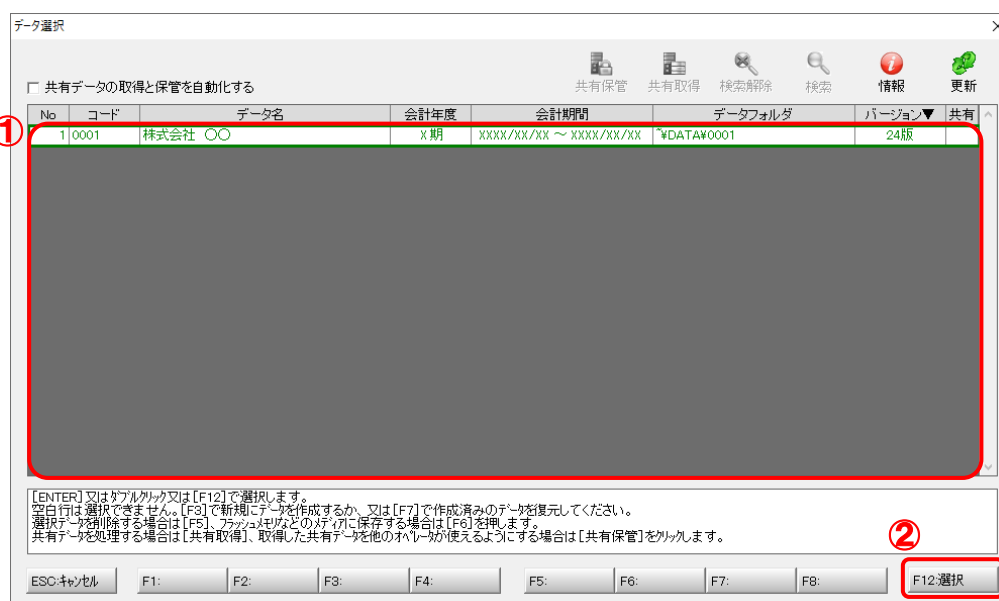 データ選択
共有データの取得と保管を自動化する
共有保管 共有取得 検索解除 検索 情報 更新
No コード データ名 会計年度 会計期間 データフォルダ バージョン▼ 共有
①
1 0001 株式会社 〇〇 X 期 XXXX/XX/XX ～ XXXX/XX/XX ~¥DATA¥0001 24版
[ENTER]又はダブルクリック又は[F12]で選択します。
空白行は選択できません。[F3]で新規にデータを作成するか、又は[F7]で作成済みのデータを復元してください。
選択データを削除する場合は[F5]、フラッシュメモリなどのメディアに保存する場合は[F6]を押します。
共有データを処理する場合は[共有取得]、取得した共有データを他のオペレータが使えるようにする場合は[共有保管]をクリックします。
②
ESC:キャンセル F1: F2: F3: F4: F5: F6: F7: F8: F12:選択